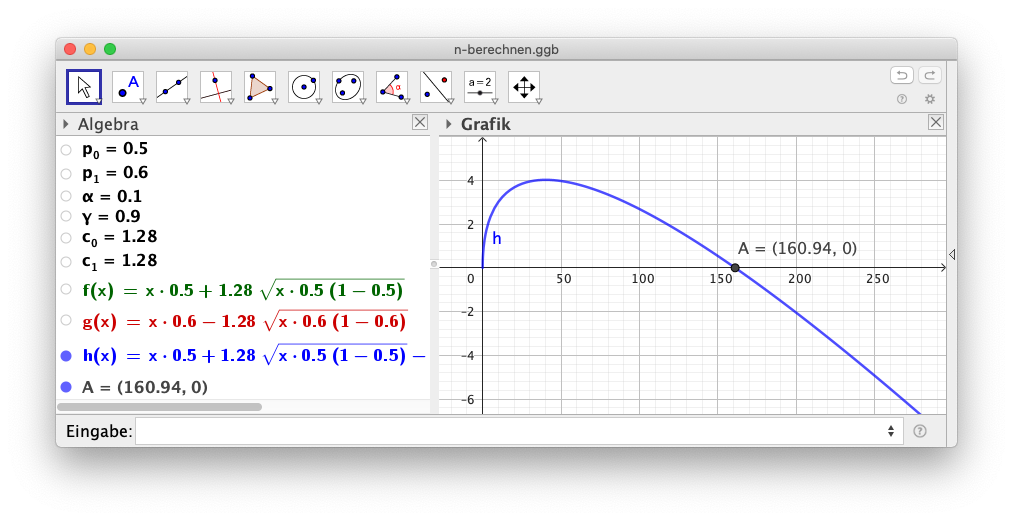 n-berechnen.ggb
A
α
a=2
Algebra
Grafik
p₀ = 0.5
p₁ = 0.6
α = 0.1
γ = 0.9
c₀ = 1.28
c₁ = 1.28
f(x) = x · 0.5 + 1.28 √x · 0.5 (1 − 0.5)
g(x) = x · 0.6 − 1.28 √x · 0.6 (1 − 0.6)
h(x) = x · 0.5 + 1.28 √x · 0.5 (1 − 0.5) −
A = (160.94, 0)
4
2
h
A = (160.94, 0)
0 50 100 150 200 250
−2
−4
−6
Eingabe: